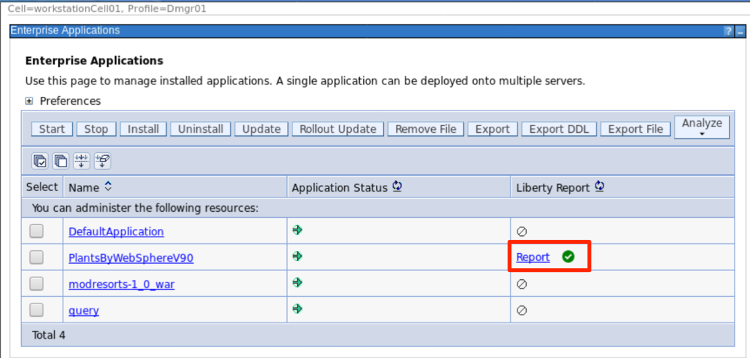 Cell=workstationCell01, Profile=Dmgr01
Enterprise Applications
Enterprise Applications
Use this page to manage installed applications. A single application can be deployed onto multiple servers.
Preferences
Start Stop Install Uninstall Update Rollout Update Remove File Export Export DDL Export File Analyze
Select Name Application Status Liberty Report
You can administer the following resources:
DefaultApplication
PlantsByWebSphereV90 Report
modresorts-1_0_war
query
Total 4